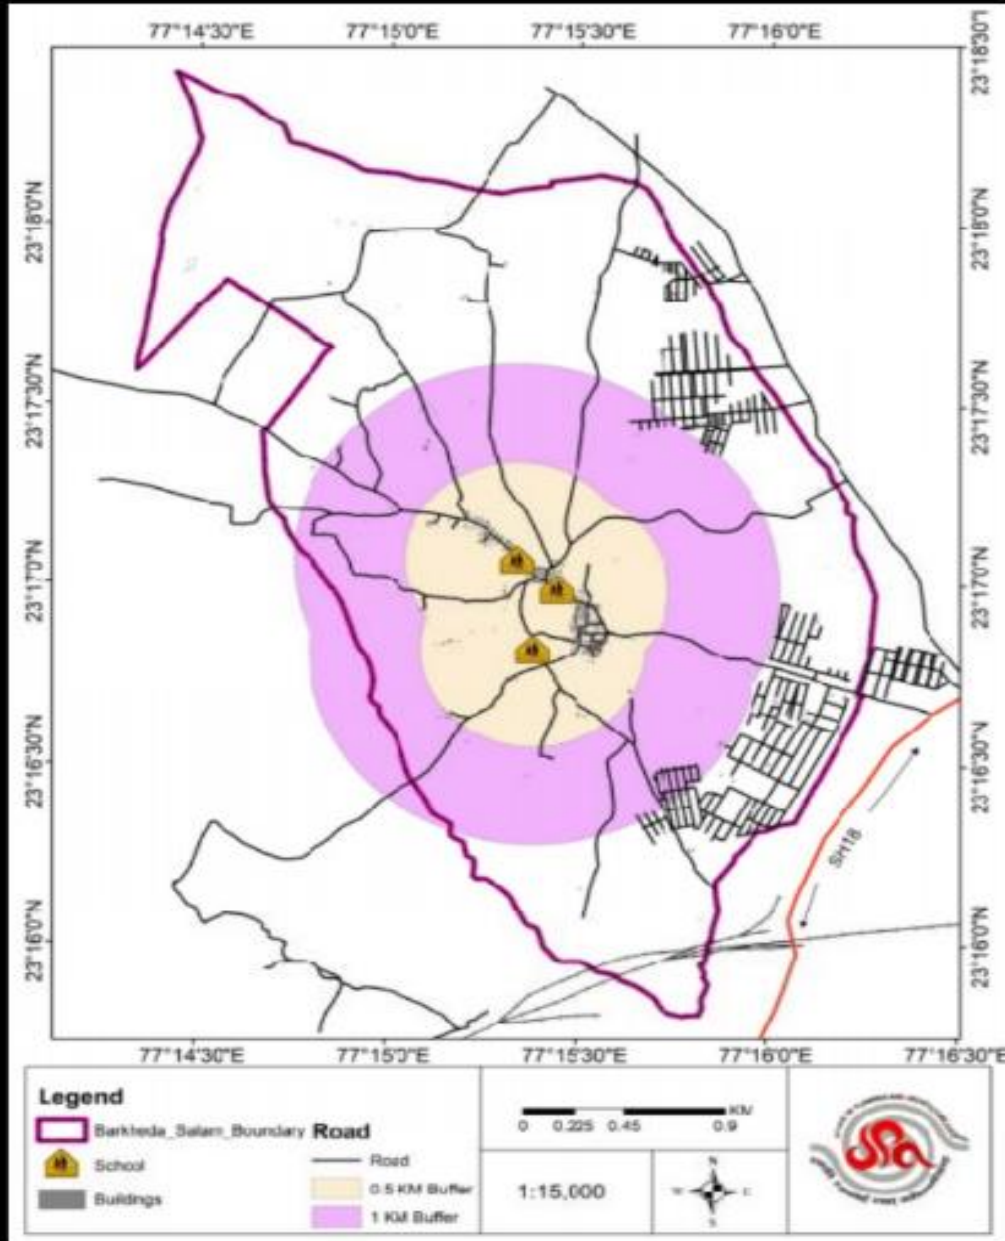 77°14'30"E 77°15'0"E 77°15'30"E 77°16'0"E
23°18'30"N
23°18'0"N 23°18'0"N
23°17'30"N 23°17'30"N
23°17'0"N 23°17'0"N
23°16'30"N 23°16'30"N
SH18
23°16'0"N 23°16'0"N
77°14'30"E 77°15'0"E 77°15'30"E 77°16'0"E 77°16'30"E
Legend
Barkheda_Salam_Boundary
School
Buildings
Road
Road
0.5 KM Buffer
1 KM Buffer
KM
0 0.225 0.45 0.9
1:15,000
N
W E
S
spa